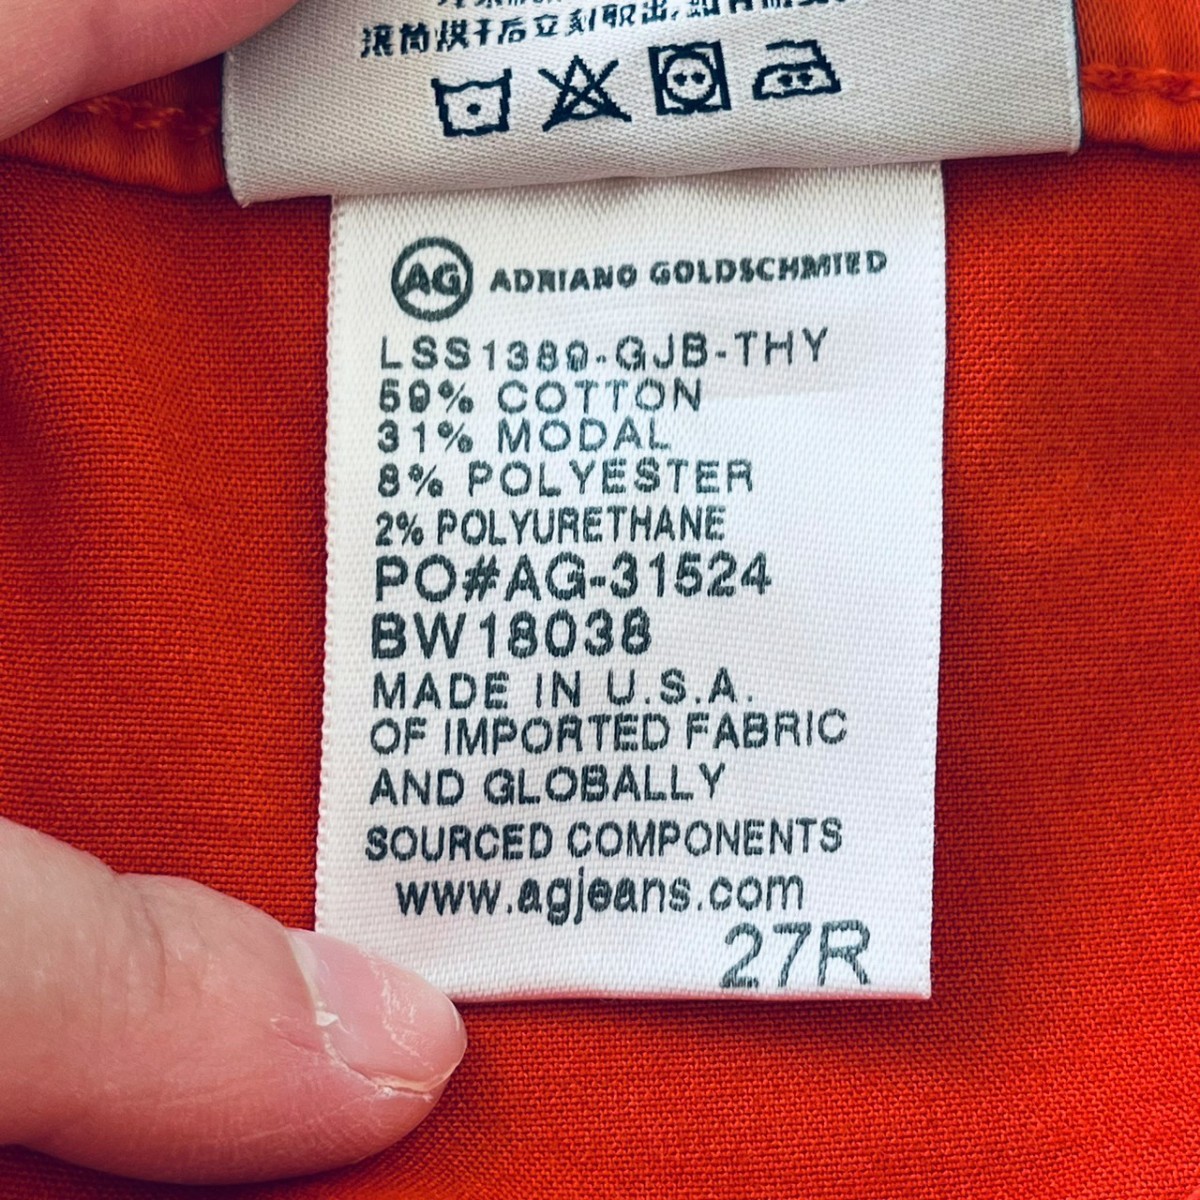 滚筒烘干后立刻取出,如有
AG ADRIANO GOLDSCHMIED
LSS1389-GJB-THY
59% COTTON
31% MODAL
8% POLYESTER
2% POLYURETHANE
PO#AG-31524
BW18038
MADE IN U.S.A.
OF IMPORTED FABRIC
AND GLOBALLY
SOURCED COMPONENTS
www.agjeans.com
27R